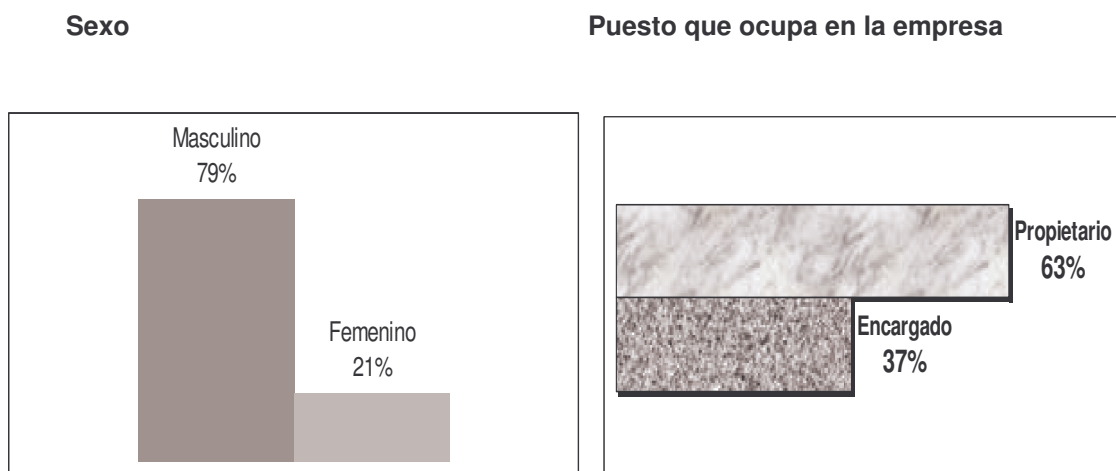 Sexo
Puesto que ocupa en la empresa
Masculino
79%
Femenino
21%
Propietario
63%
Encargado
37%